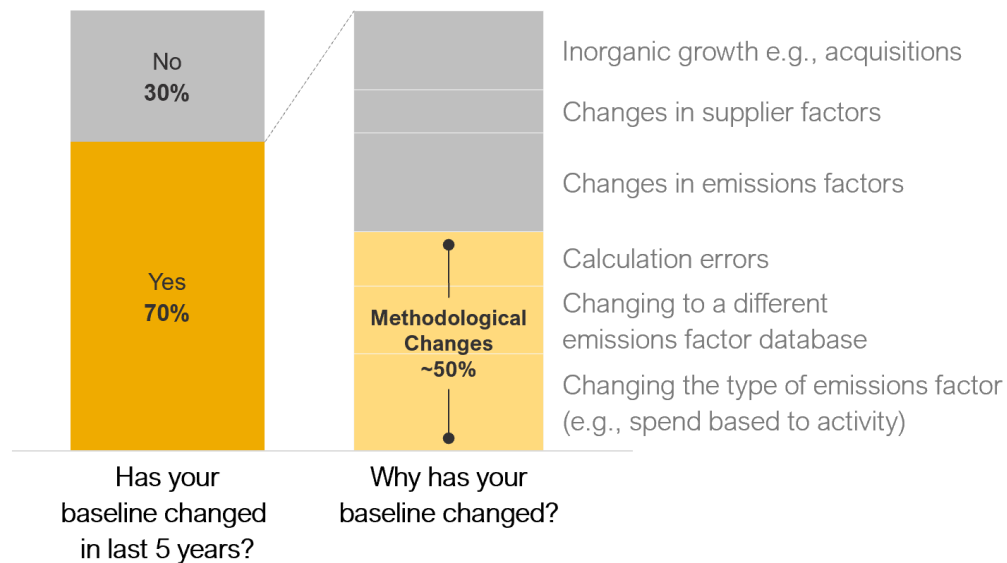 No
30%
Yes
70%
Has your
baseline changed
in last 5 years?
Methodological
Changes
~50%
Why has your
baseline changed?
Inorganic growth e.g., acquisitions
Changes in supplier factors
Changes in emissions factors
Calculation errors
Changing to a different
emissions factor database
Changing the type of emissions factor
(e.g., spend based to activity)